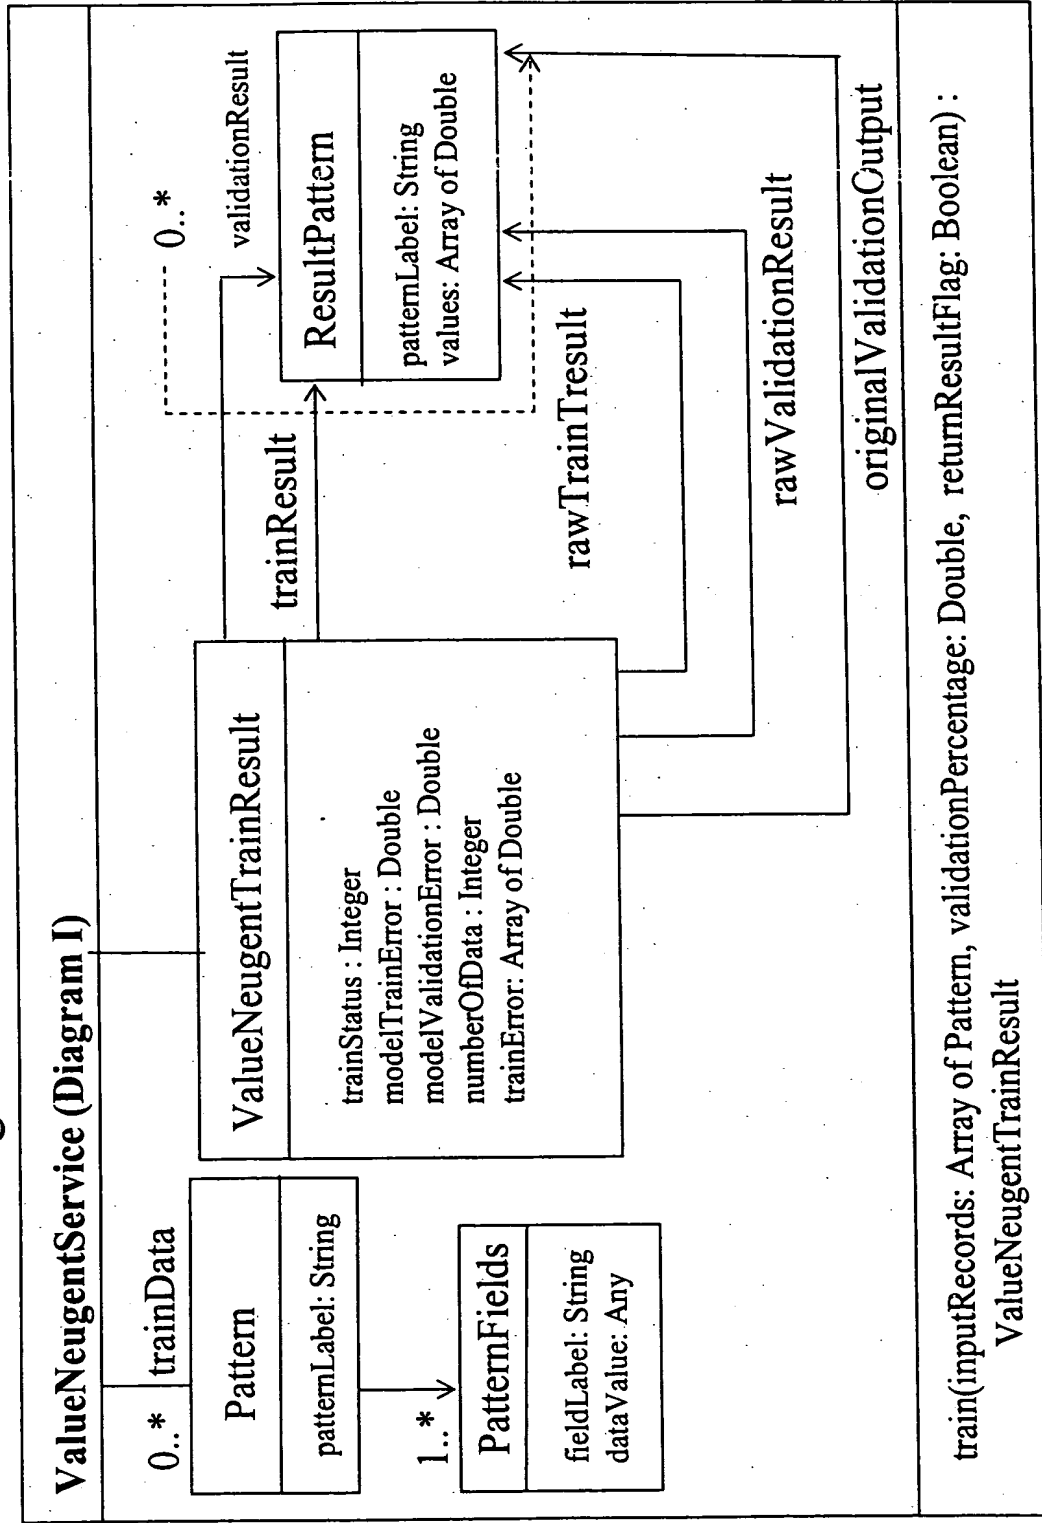 ValueNeugentService (Diagram I)
0..*
trainData
Pattern
patternLabel: String
1..*
PatternFields
fieldLabel: String
dataValue: Any
ValueNeugentTrainResult
trainStatus : Integer
modelTrainError : Double
modelValidationError : Double
numberOfData : Integer
trainError: Array of Double
trainResult
0..*
validationResult
ResultPattern
patternLabel: String
values: Array of Double
rawTrainTresult
rawValidationResult
originalValidationOutput
train(inputRecords: Array of Pattern, validationPercentage: Double, returnResultFlag: Boolean) :
ValueNeugentTrainResult